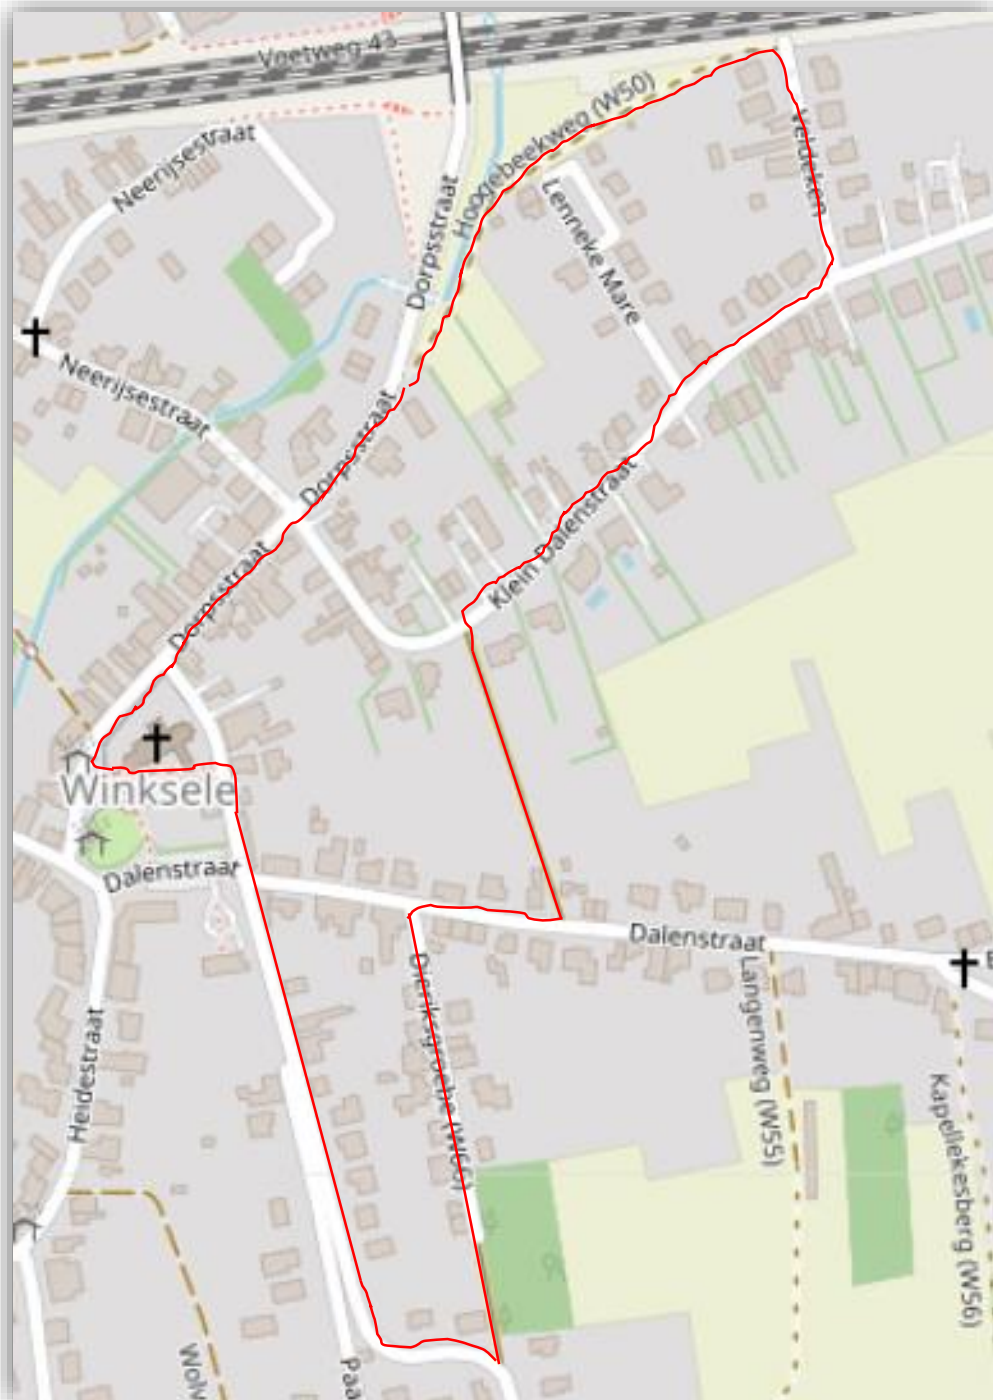 Voetweg 43
Hoogebeekweg (W50)
Neerijsestraat
Veldeken
Lenneke Mare
Dorpsstraat
Neerijsestraat
Dorpsstraat
Dorpsstraat
Klein Dalenstraat
Winksele
Dalenstraat
Dalenstraat
Langenweg (W55)
Heidestraat
Kapellekesberg (W56)
Paa